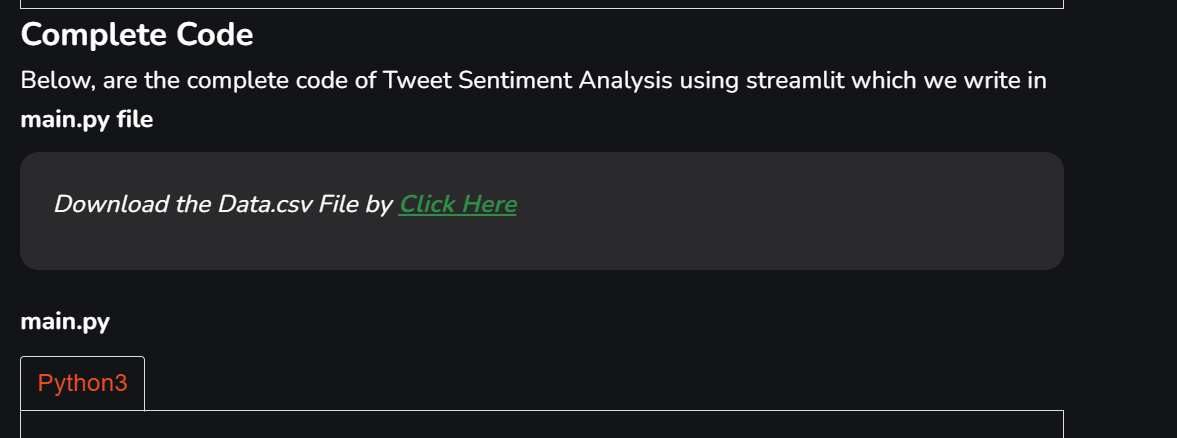 Complete Code
Below, are the complete code of Tweet Sentiment Analysis using streamlit which we write in
main.py file
Download the Data.csv File by Click Here
main.py
Python3